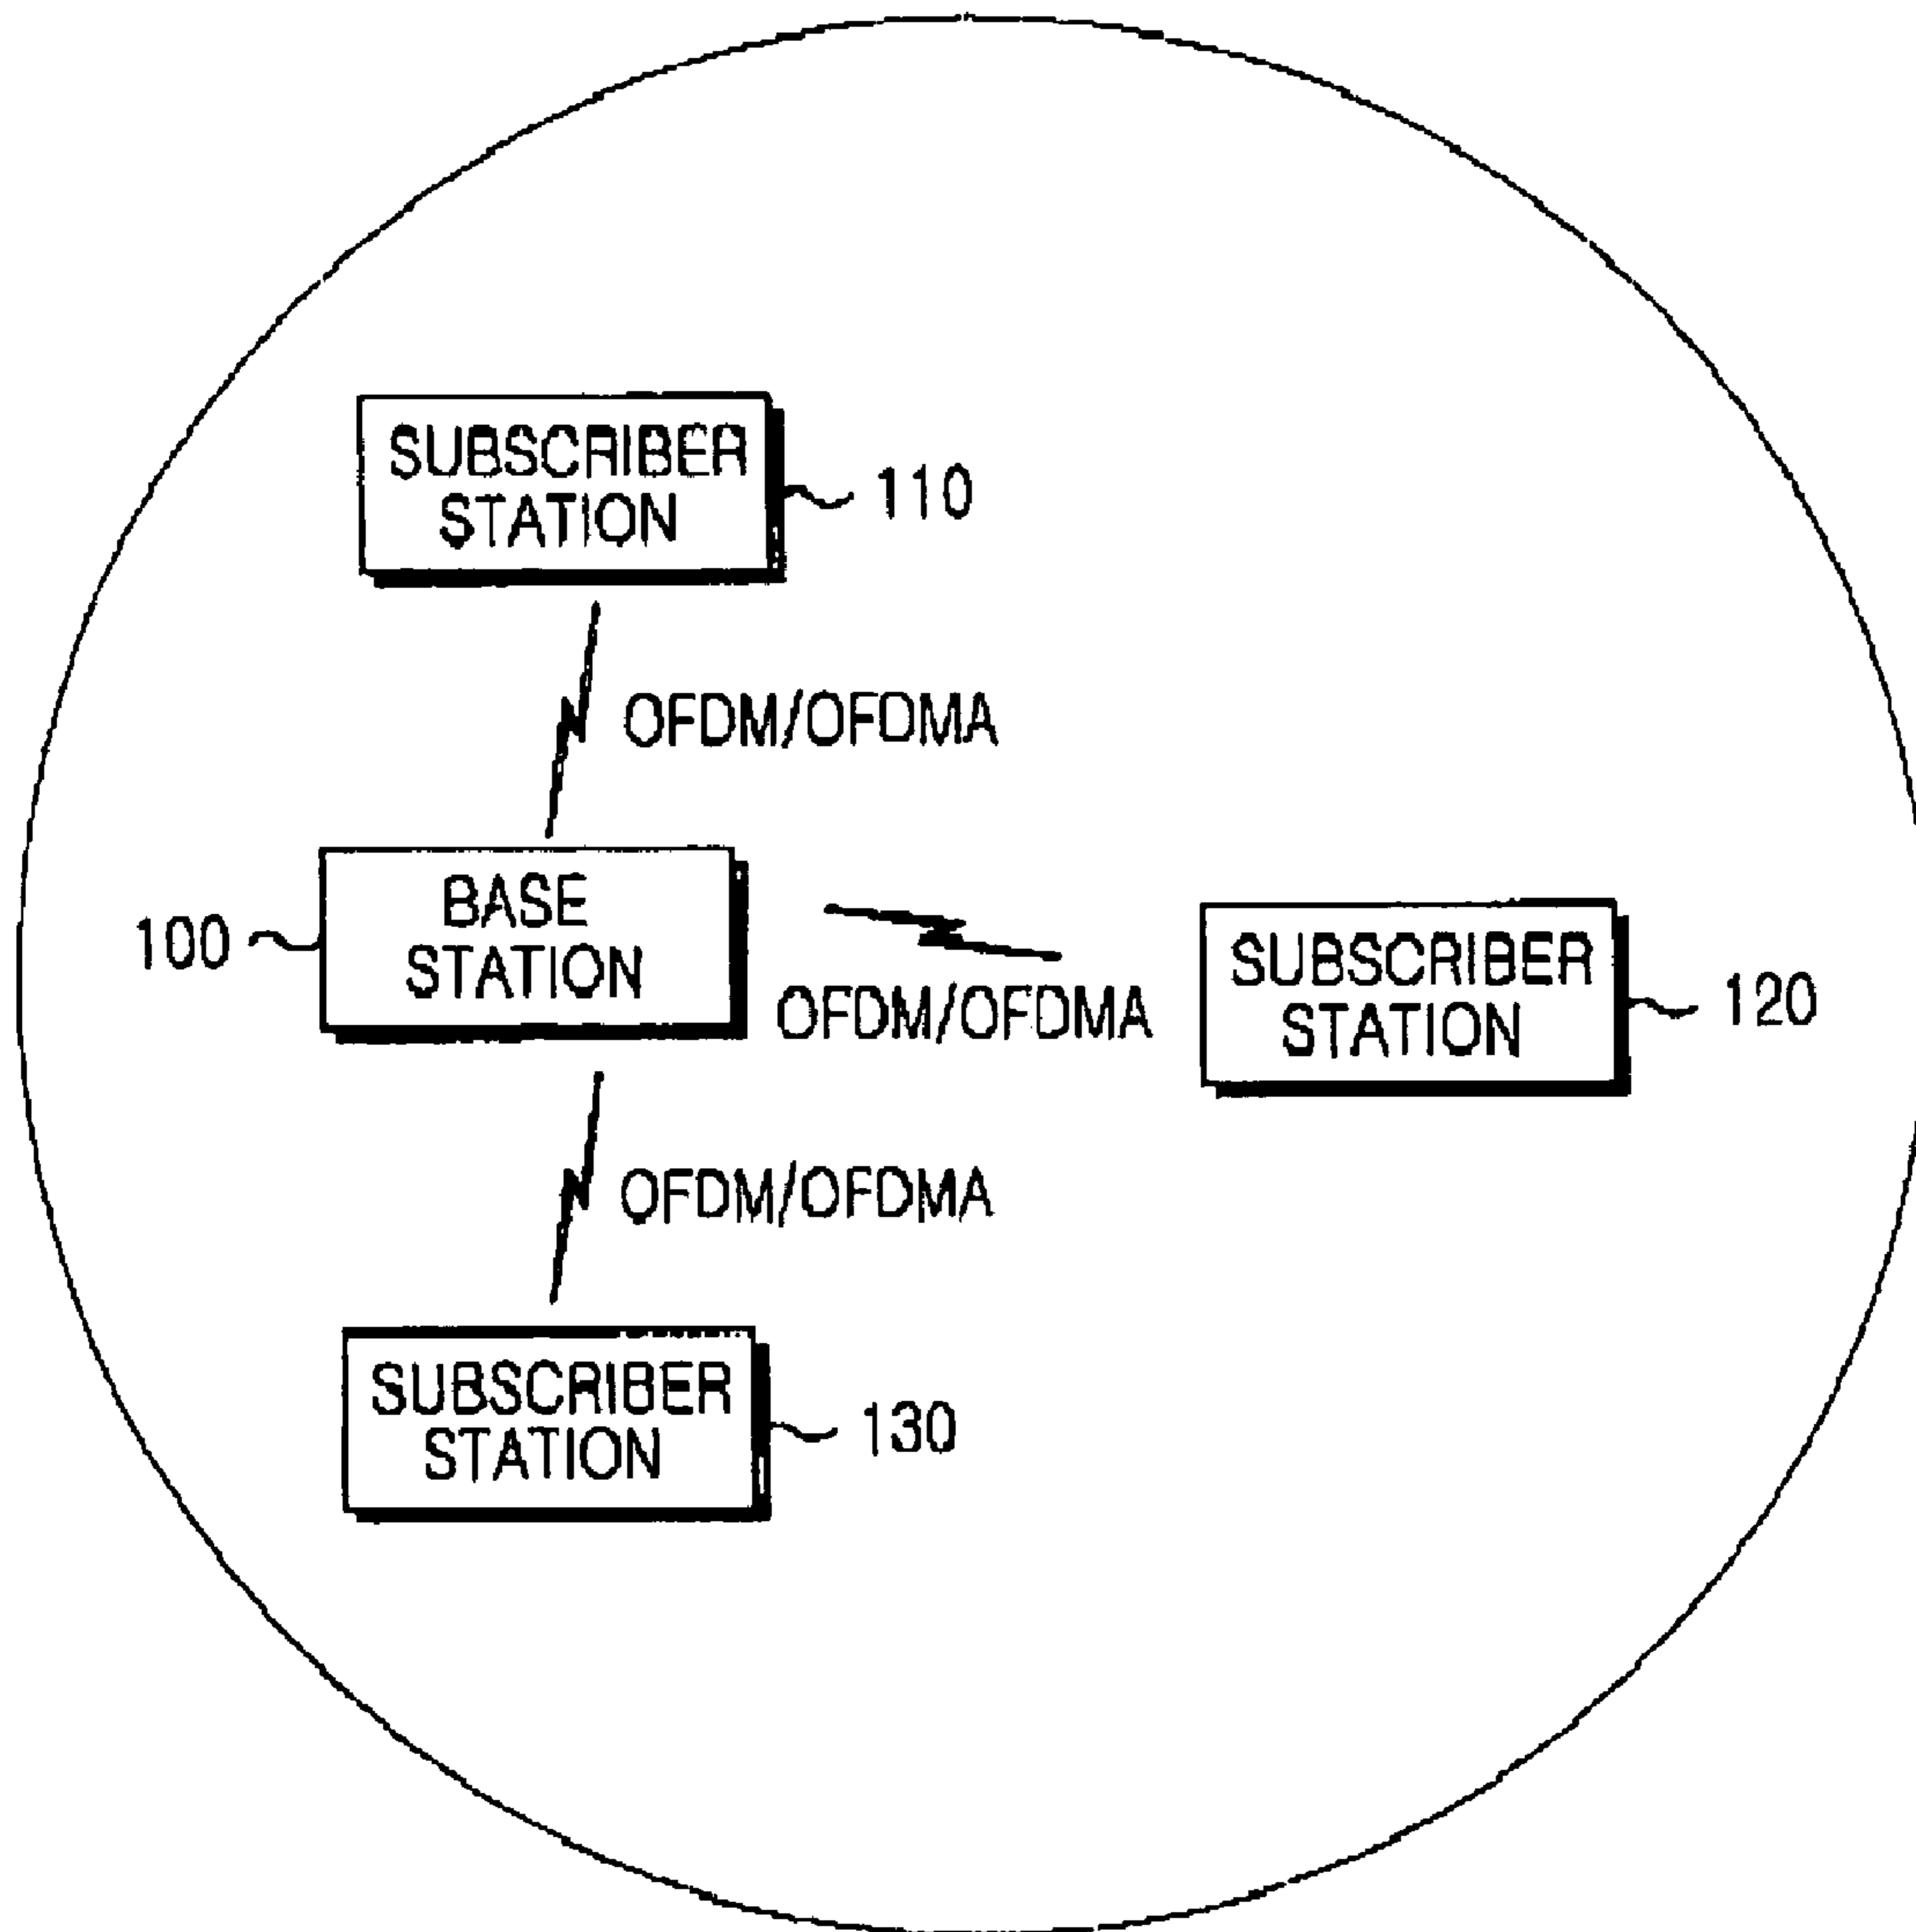 SUBSCRIBER
STATION
110
OFDM/OFDMA
BASE
STATION
100
OFDM/OFDMA
SUBSCRIBER
STATION
120
OFDM/OFDMA
SUBSCRIBER
STATION
130